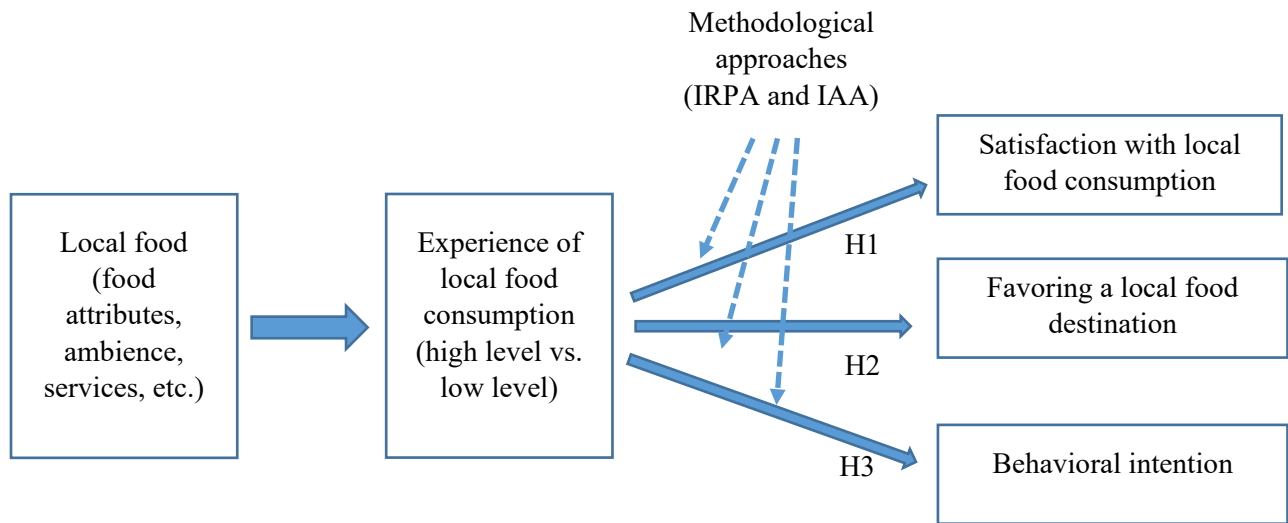 Methodological
approaches
(IRPA and IAA)
Local food
(food
attributes,
ambience,
services, etc.)
Experience of
local food
consumption
(high level vs.
low level)
H1
H2
H3
Satisfaction with local
food consumption
Favoring a local food
destination
Behavioral intention